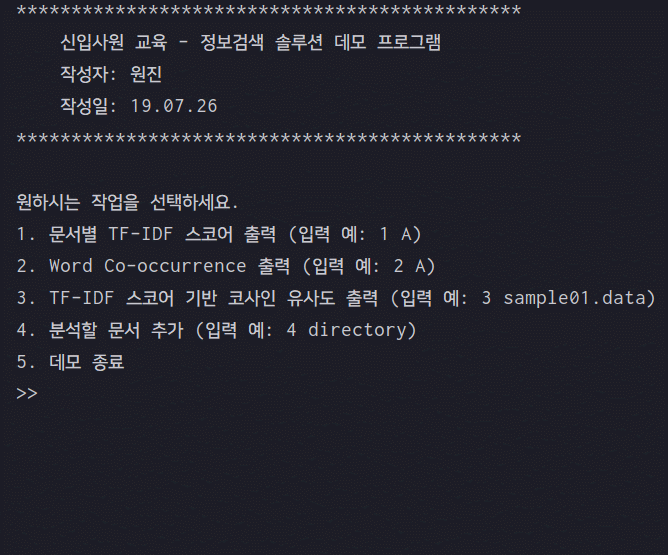 **********************************************
신입사원 교육 - 정보검색 솔루션 데모 프로그램
작성자: 원진
작성일: 19.07.26
**********************************************
원하시는 작업을 선택하세요.
1. 문서별 TF-IDF 스코어 출력 (입력 예: 1 A)
2. Word Co-occurrence 출력 (입력 예: 2 A)
3. TF-IDF 스코어 기반 코사인 유사도 출력 (입력 예: 3 sample01.data)
4. 분석할 문서 추가 (입력 예: 4 directory)
5. 데모 종료
>>